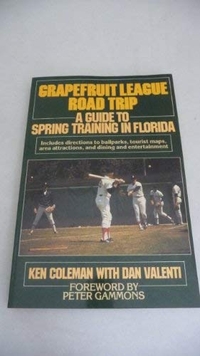 GRAPEFRUIT LEAGUE
ROAD TRIP
A GUIDE TO
SPRING TRAINING IN FLORIDA
Includes directions to ballparks, tourist maps,
area attractions, and dining and entertainment
KEN COLEMAN WITH DAN VALENTI
FOREWORD BY
PETER GAMMONS